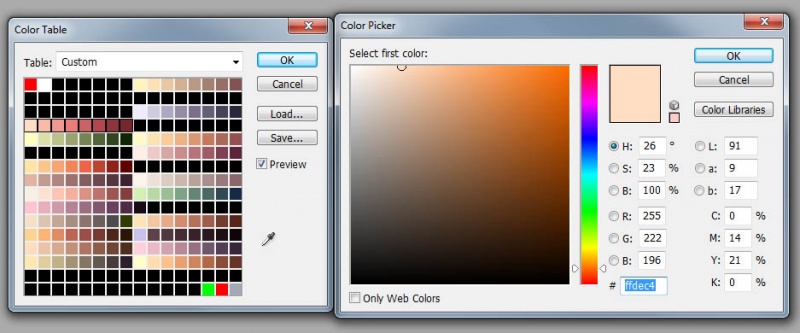 Color Table
Table: Custom
OK
Cancel
Load...
Save...
Preview
Color Picker
Select first color:
OK
Cancel
Color Libraries
H: 26 °
L: 91
S: 23 %
a: 9
B: 100 %
b: 17
R: 255
C: 0 %
G: 222
M: 14 %
B: 196
Y: 21 %
# ffdec4
K: 0 %
Only Web Colors